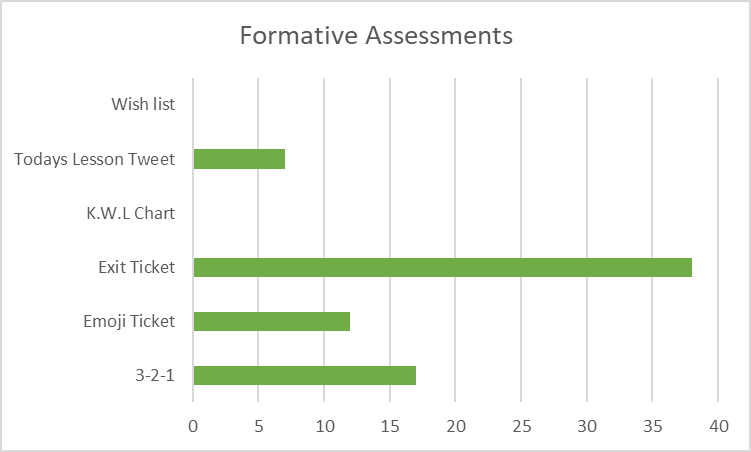 Formative Assessments
Wish list
Todays Lesson Tweet
K.W.L Chart
Exit Ticket
Emoji Ticket
3-2-1
0 5 10 15 20 25 30 35 40